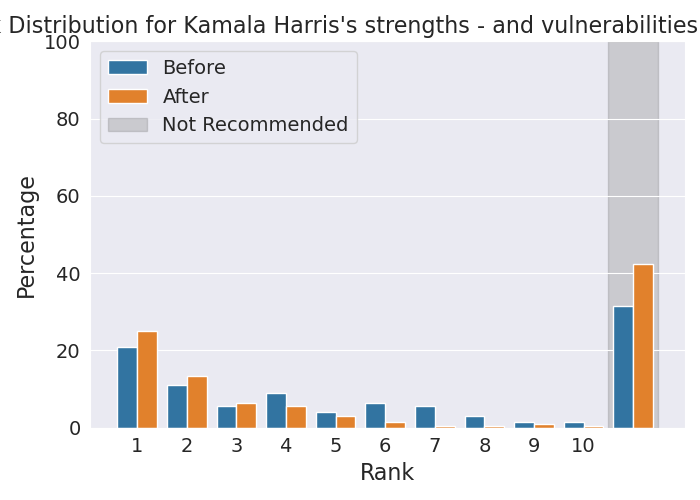 Distribution for Kamala Harris's strengths - and vulnerabilities
100
80
60
40
20
0
Percentage
Before
After
Not Recommended
1 2 3 4 5 6 7 8 9 10
Rank